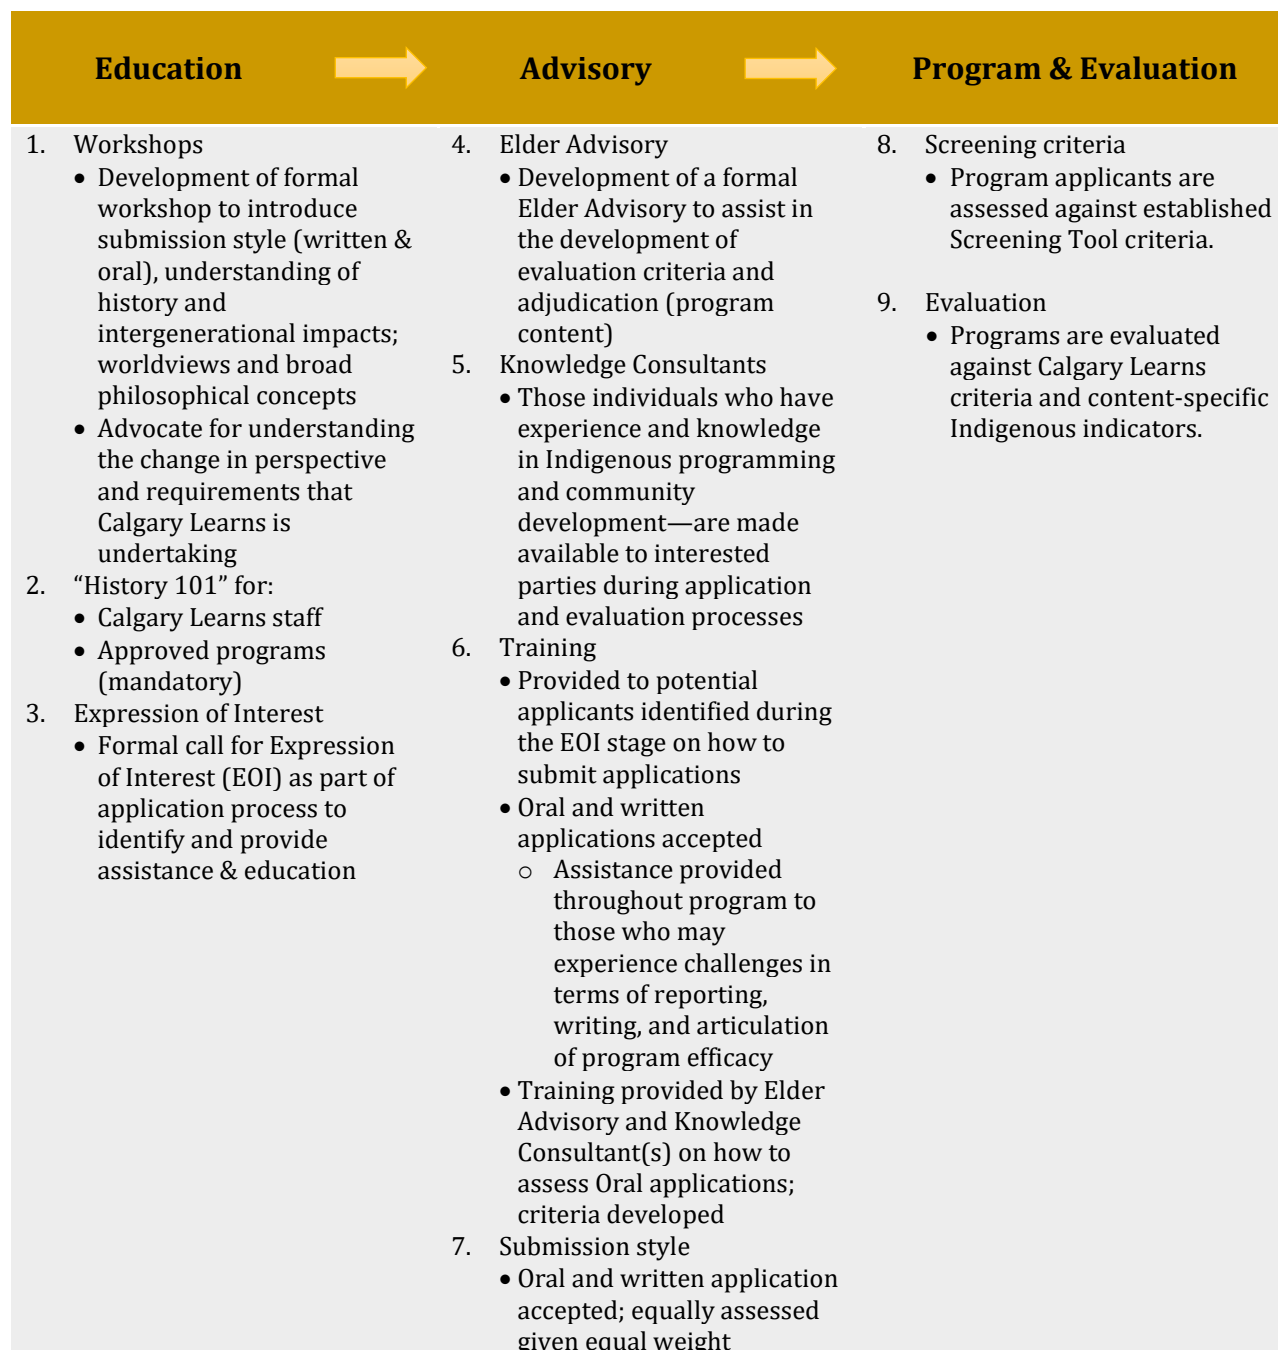 Education
Advisory
Program & Evaluation
1. Workshops
• Development of formal
workshop to introduce
submission style (written &
oral), understanding of
history and
intergenerational impacts;
worldviews and broad
philosophical concepts
• Advocate for understanding
the change in perspective
and requirements that
Calgary Learns is
undertaking
2. “History 101” for:
• Calgary Learns staff
• Approved programs
(mandatory)
3. Expression of Interest
• Formal call for Expression
of Interest (EOI) as part of
application process to
identify and provide
assistance & education
4. Elder Advisory
• Development of a formal
Elder Advisory to assist in
the development of
evaluation criteria and
adjudication (program
content)
5. Knowledge Consultants
• Those individuals who have
experience and knowledge
in Indigenous programming
and community
development—are made
available to interested
parties during application
and evaluation processes
6. Training
• Provided to potential
applicants identified during
the EOI stage on how to
submit applications
• Oral and written
applications accepted
o Assistance provided
throughout program to
those who may
experience challenges in
terms of reporting,
writing, and articulation
of program efficacy
• Training provided by Elder
Advisory and Knowledge
Consultant(s) on how to
assess Oral applications;
criteria developed
7. Submission style
• Oral and written application
accepted; equally assessed
given equal weight
8. Screening criteria
• Program applicants are
assessed against established
Screening Tool criteria.
9. Evaluation
• Programs are evaluated
against Calgary Learns
criteria and content-specific
Indigenous indicators.